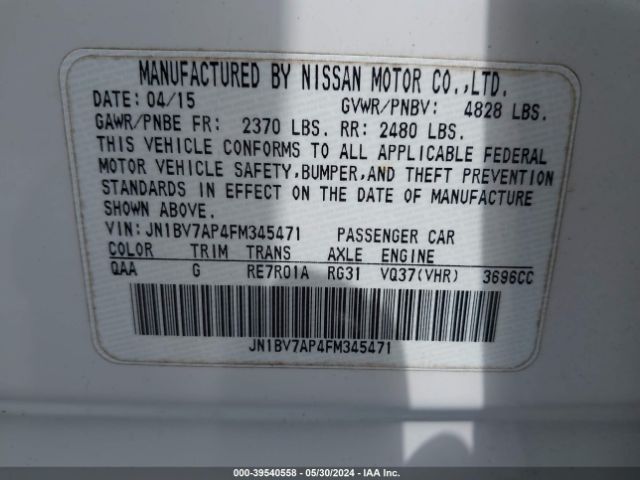 MANUFACTURED BY NISSAN MOTOR CO.,LTD.
DATE: 04/15 GVWR/PNBV: 4828 LBS.
GAWR/PNBE FR: 2370 LBS. RR: 2480 LBS.
THIS VEHICLE CONFORMS TO ALL APPLICABLE FEDERAL
MOTOR VEHICLE SAFETY,BUMPER,AND THEFT PREVENTION
STANDARDS IN EFFECT ON THE DATE OF MANUFACTURE
SHOWN ABOVE.
VIN: JN1BV7AP4FM345471 PASSENGER CAR
COLOR TRIM TRANS AXLE ENGINE
QAA G RE7R01A RG31 VQ37(VHR) 3696CC
JN1BV7AP4FM345471
000-39540558 - 05/30/2024 - IAA Inc.